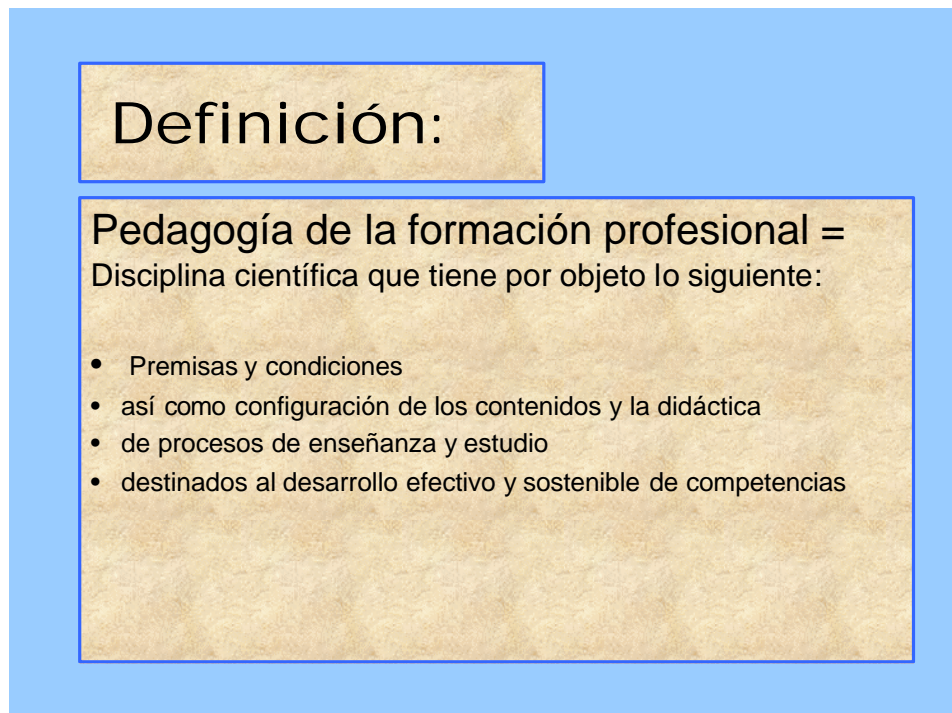 Definición:
Pedagogía de la formación profesional =
Disciplina científica que tiene por objeto lo siguiente:
• Premisas y condiciones
• así como configuración de los contenidos y la didáctica
• de procesos de enseñanza y estudio
• destinados al desarrollo efectivo y sostenible de competencias